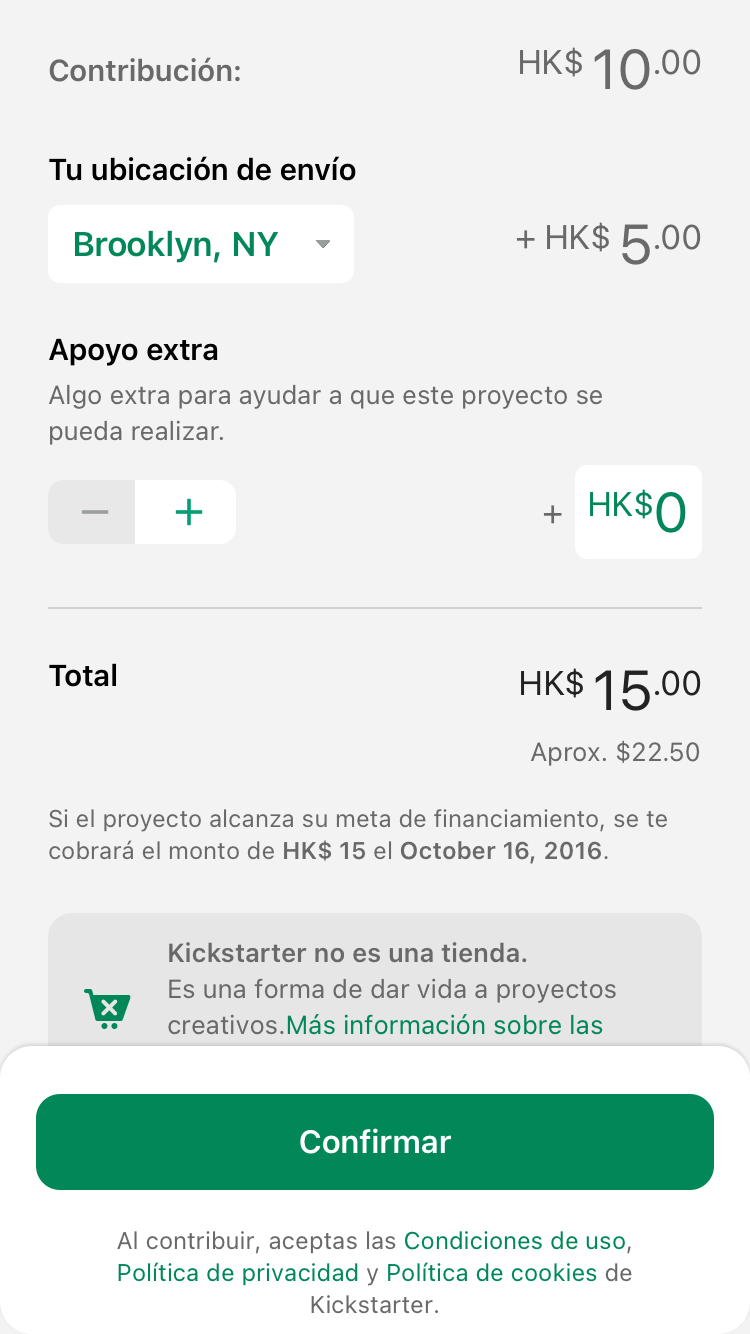 Contribución:
HK$ 10.00
Tu ubicación de envío
Brooklyn, NY
+ HK$ 5.00
Apoyo extra
Algo extra para ayudar a que este proyecto se
pueda realizar.
− +
+ HK$0
Total
HK$ 15.00
Aprox. $22.50
Si el proyecto alcanza su meta de financiamiento, se te
cobrará el monto de HK$ 15 el October 16, 2016.
Kickstarter no es una tienda.
Es una forma de dar vida a proyectos
creativos.Más información sobre las
Confirmar
Al contribuir, aceptas las Condiciones de uso,
Política de privacidad y Política de cookies de
Kickstarter.